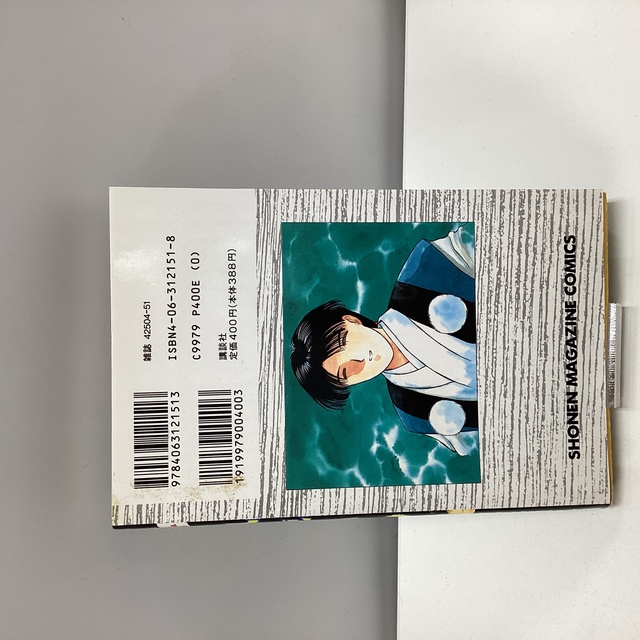 雑誌 42504-51
ISBN4-06-312151-8
C9979 P400E (0)
講談社
定価400円(本体388円)
9784063121513
1919979004003
SHONEN MAGAZINE COMICS